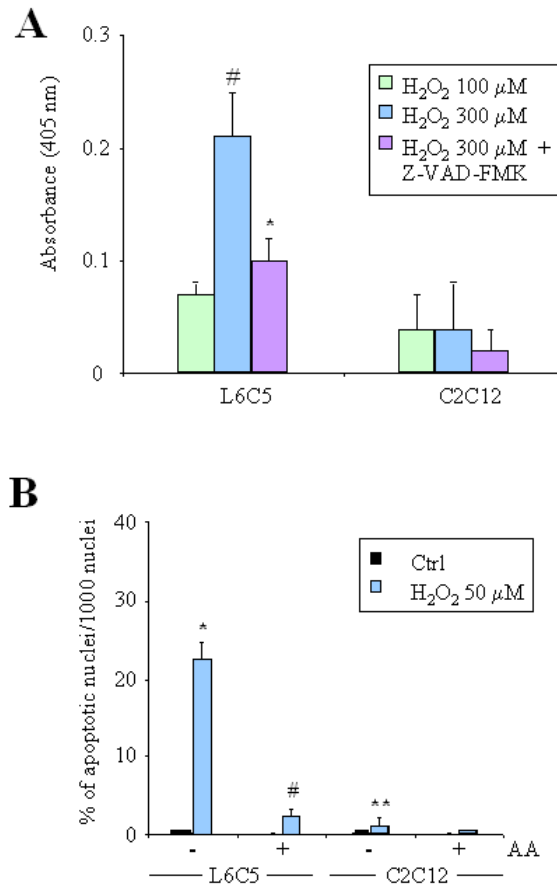 A
0.3
0.2
0.1
0
Absorbance (405 nm)
#
*
H₂O₂ 100 µM
H₂O₂ 300 µM
H₂O₂ 300 µM +
Z-VAD-FMK
L6C5
C2C12
B
40
30
20
10
0
% of apoptotic nuclei/1000 nuclei
Ctrl
H₂O₂ 50 µM
*
#
**
- + - + AA
L6C5 C2C12